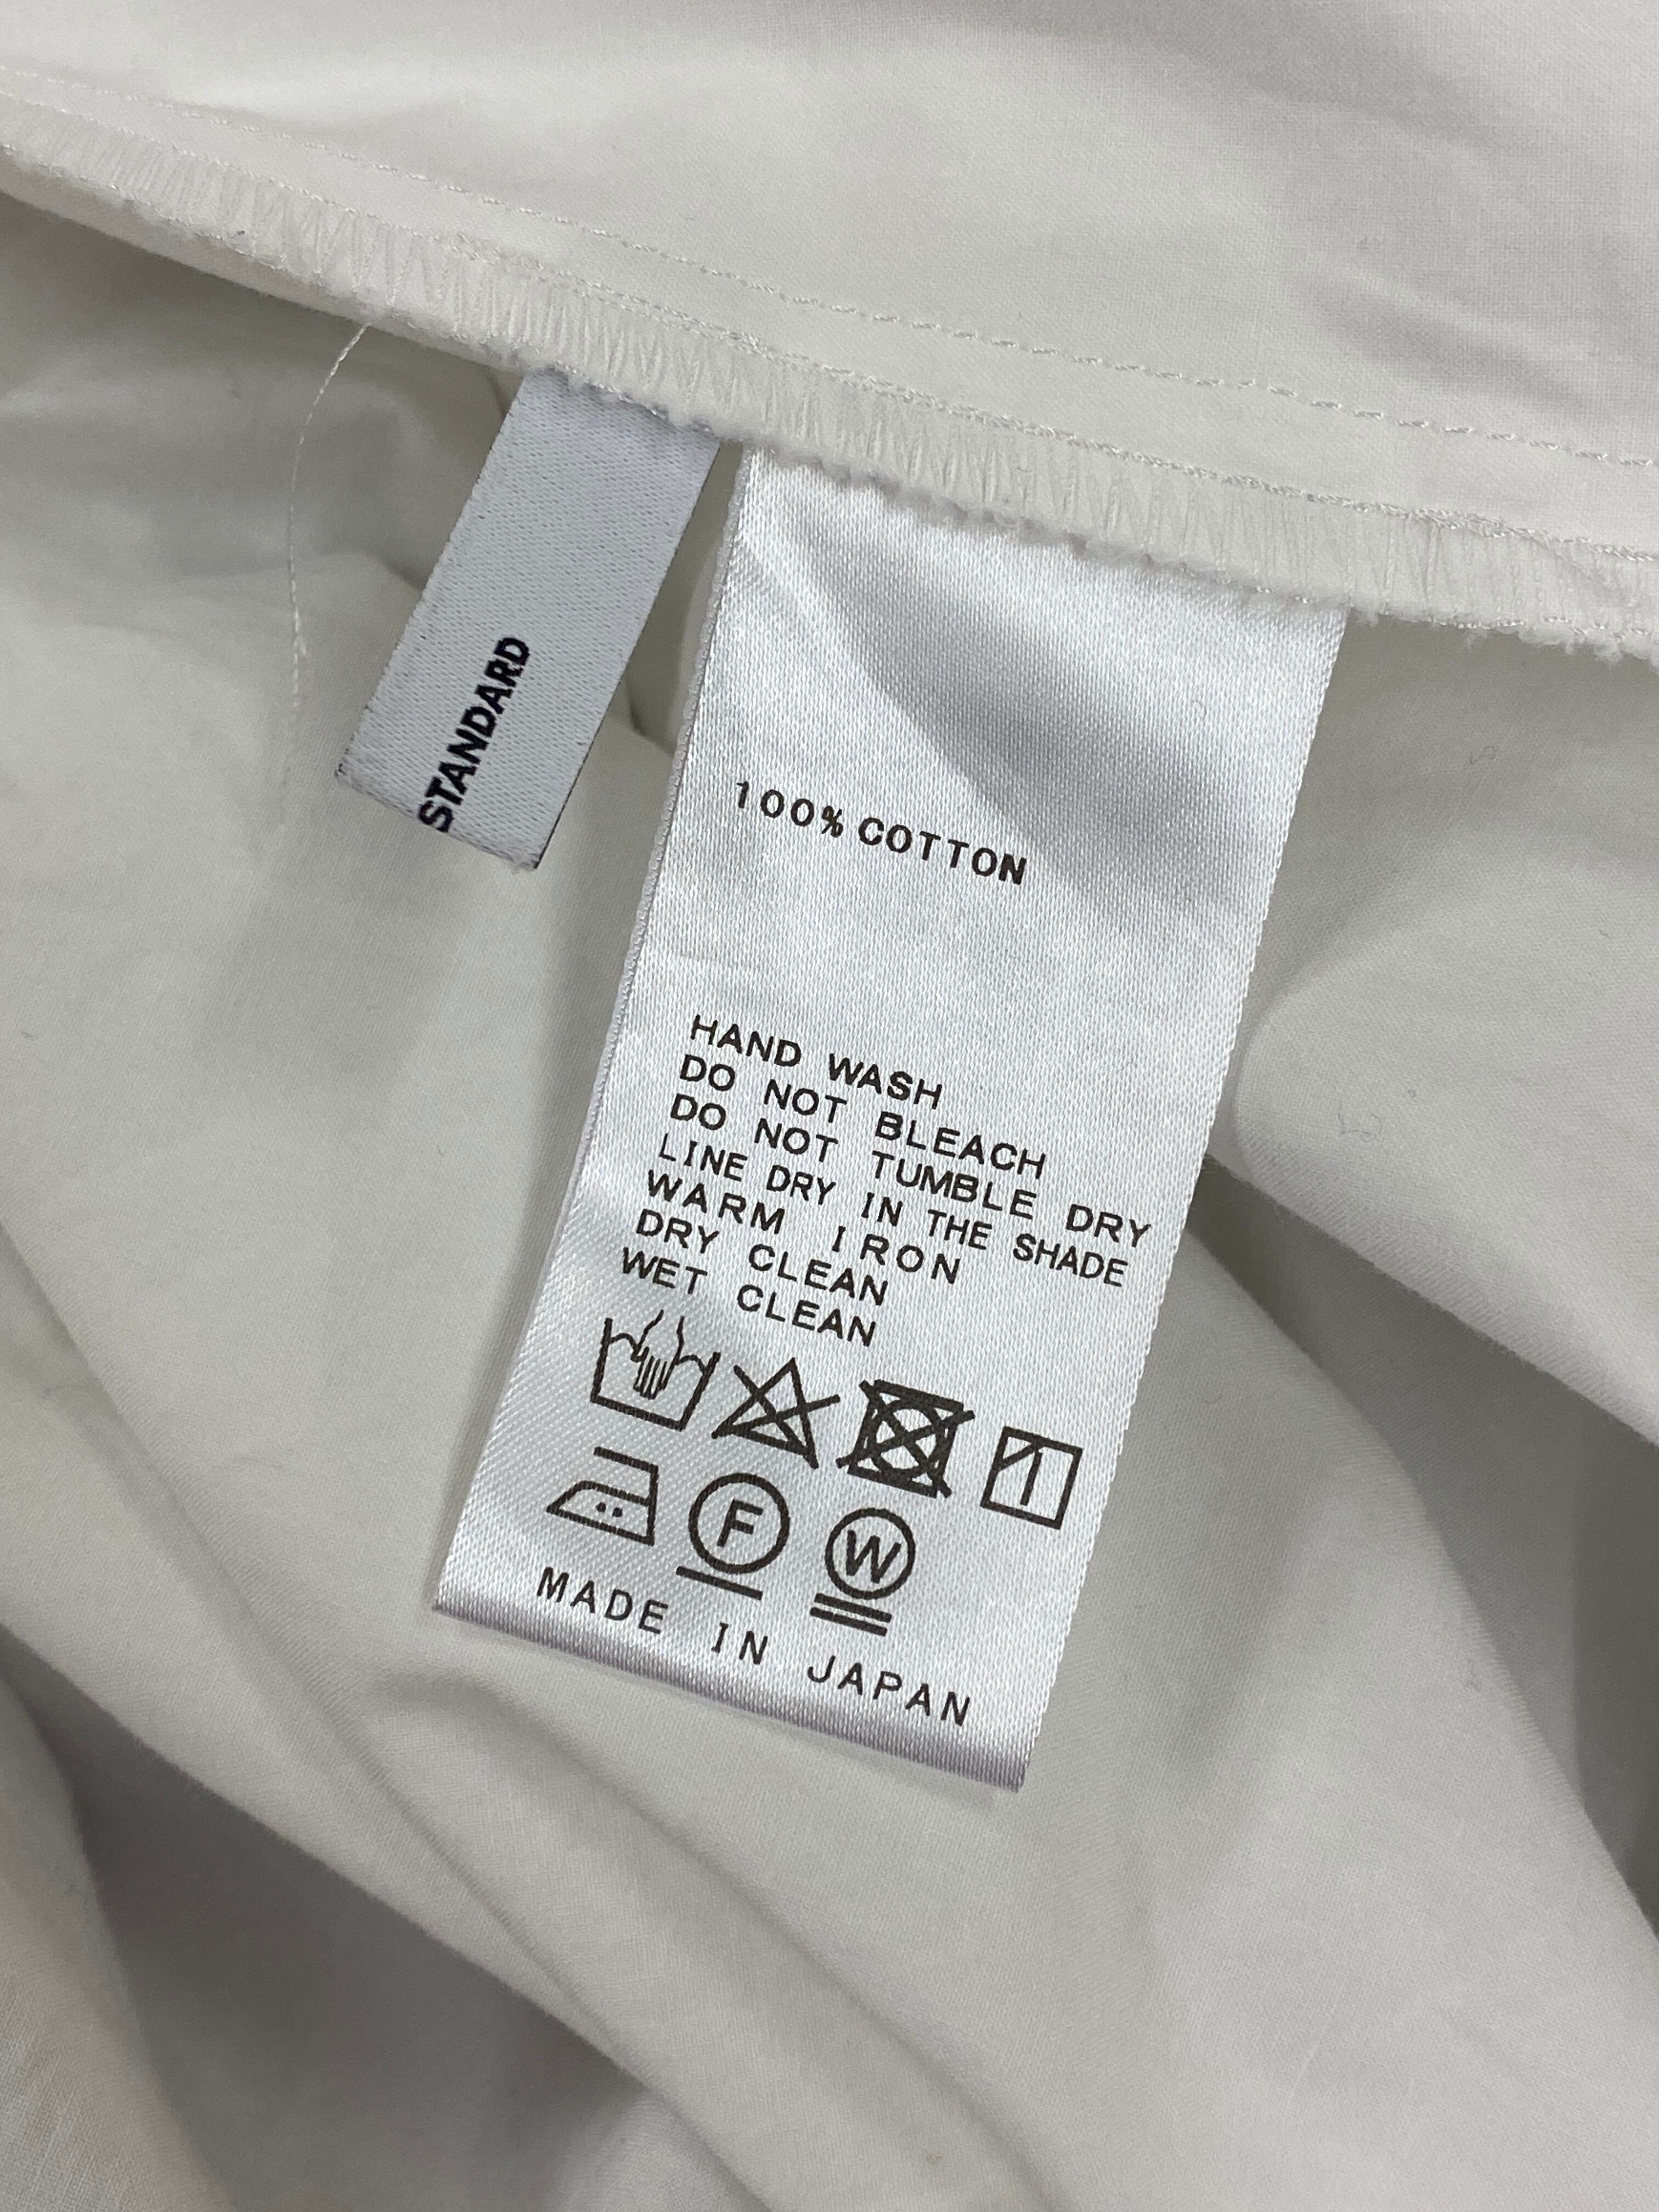 STANDARD
100% COTTON
HAND WASH
DO NOT BLEACH
DO NOT TUMBLE DRY
LINE DRY IN THE SHADE
WARM IRON
DRY CLEAN
WET CLEAN
F W
MADE IN JAPAN